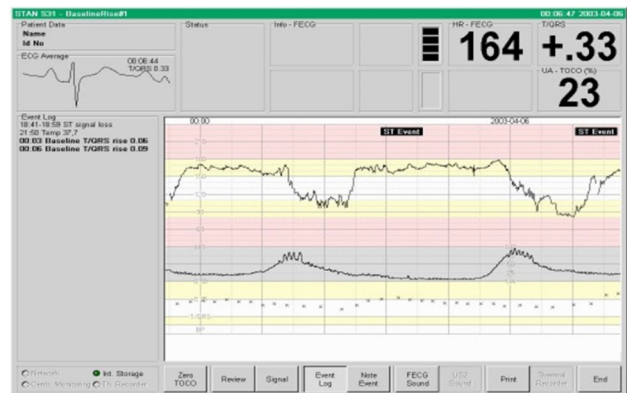 STAN S31 - BaselineRise#1
00:06:47 2003-04-06
Patient Data
Name
Id No
Status
Info - FECG
HR - FECG
164
T/QRS
+.33
ECG Average
00:06:44
T/QRS 0.33
UA - TOCO (%)
23
Event Log
18:41-18:59 ST signal loss
21:50 Temp 37,7
00:03 Baseline T/QRS rise 0.06
00:06 Baseline T/QRS rise 0.09
00:00
2003-04-06
ST Event
ST Event
T/QRS
Network
Int. Storage
Centr. Monitoring
Th. Recorder
Zero TOCO
Review
Signal
Event Log
Note Event
FECG Sound
US2 Sound
Print
Thermal Recorder
End